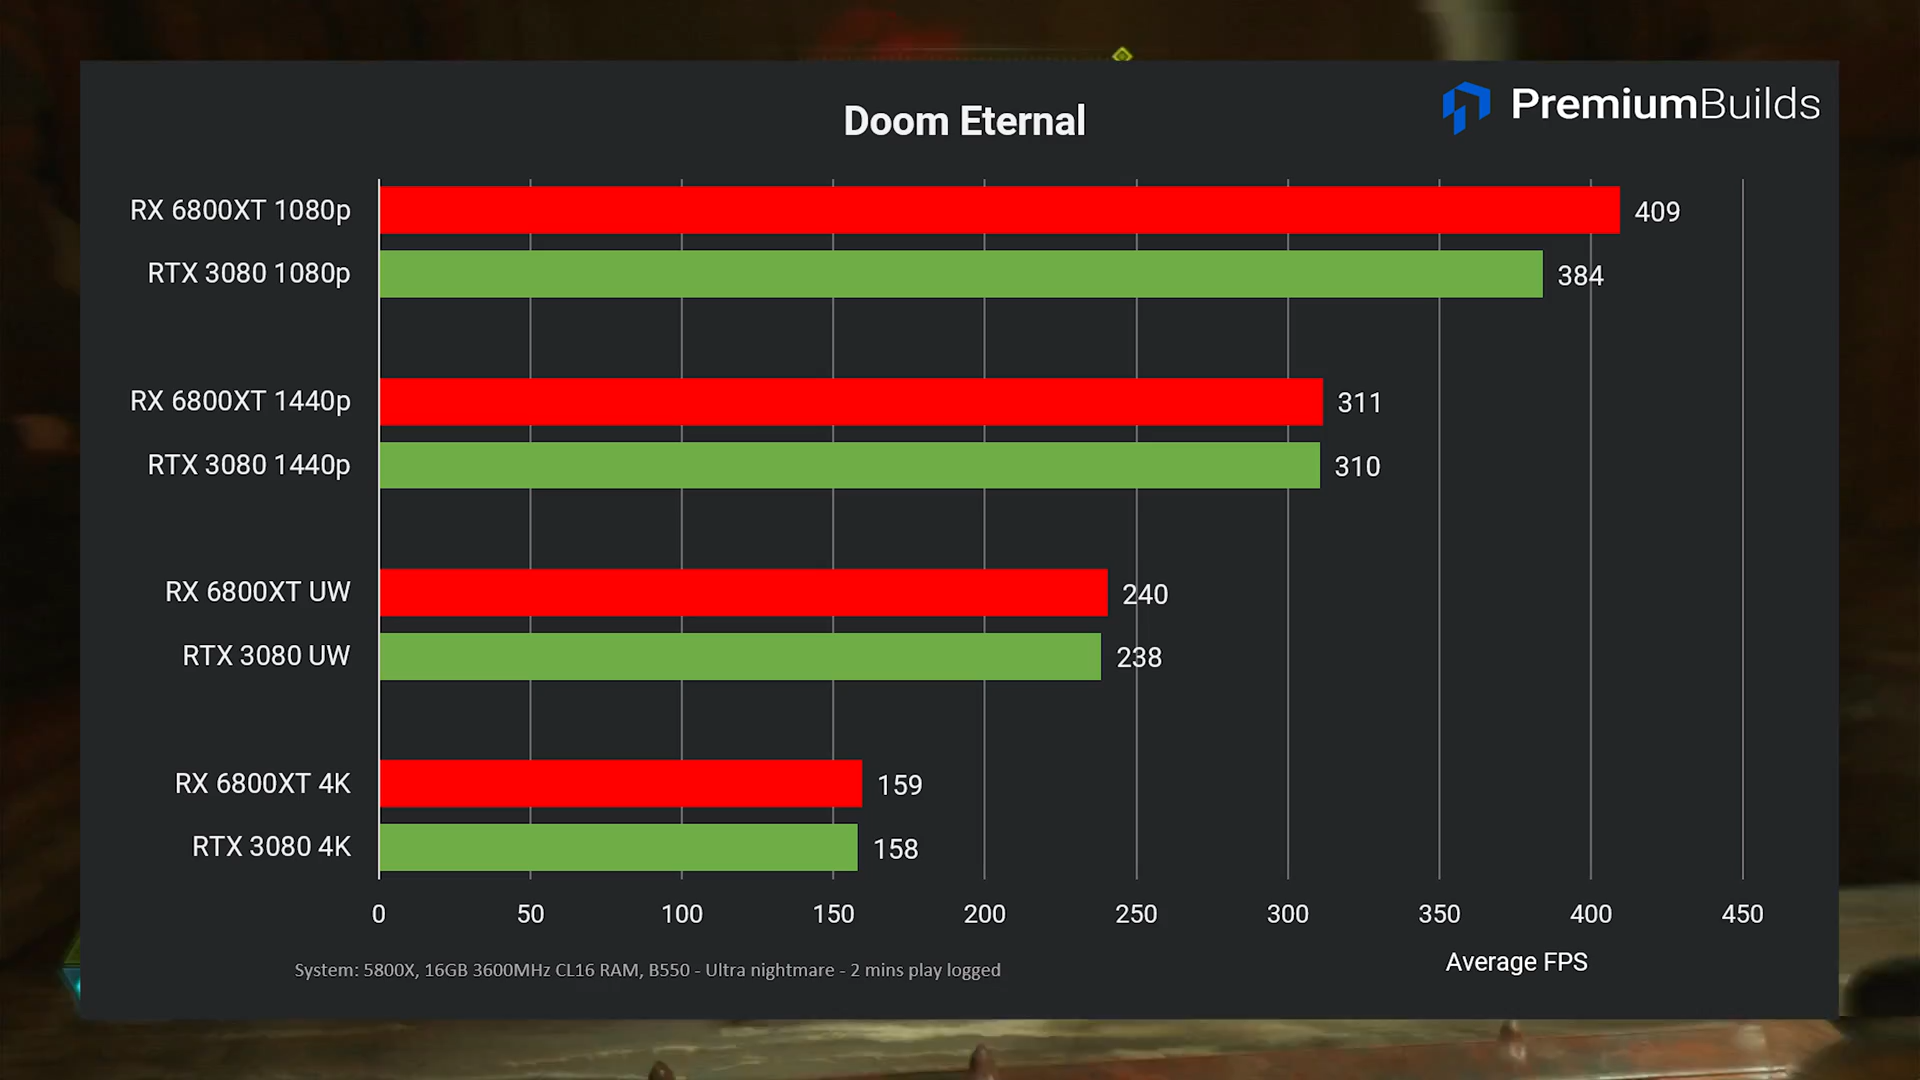 PremiumBuilds
Doom Eternal
RX 6800XT 1080p 409
RTX 3080 1080p 384
RX 6800XT 1440p 311
RTX 3080 1440p 310
RX 6800XT UW 240
RTX 3080 UW 238
RX 6800XT 4K 159
RTX 3080 4K 158
0 50 100 150 200 250 300 350 400 450
Average FPS
System: 5800X, 16GB 3600MHz CL16 RAM, B550 - Ultra nightmare - 2 mins play logged